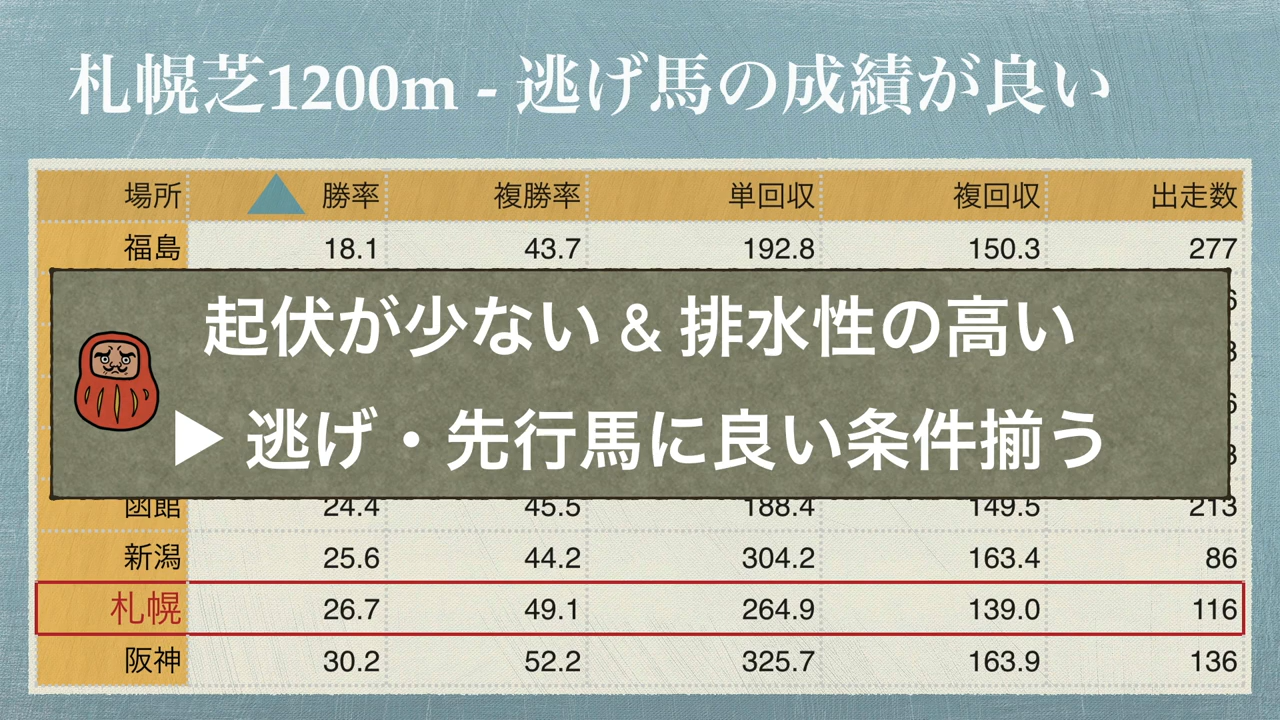 札幌芝1200m - 逃げ馬の成績が良い
場所 勝率 複勝率 単回収 複回収 出走数
福島 18.1 43.7 192.8 150.3 277
起伏が少ない & 排水性の高い
▶ 逃げ・先行馬に良い条件揃う
函館 24.4 45.5 188.4 149.5 213
新潟 25.6 44.2 304.2 163.4 86
札幌 26.7 49.1 264.9 139.0 116
阪神 30.2 52.2 325.7 163.9 136